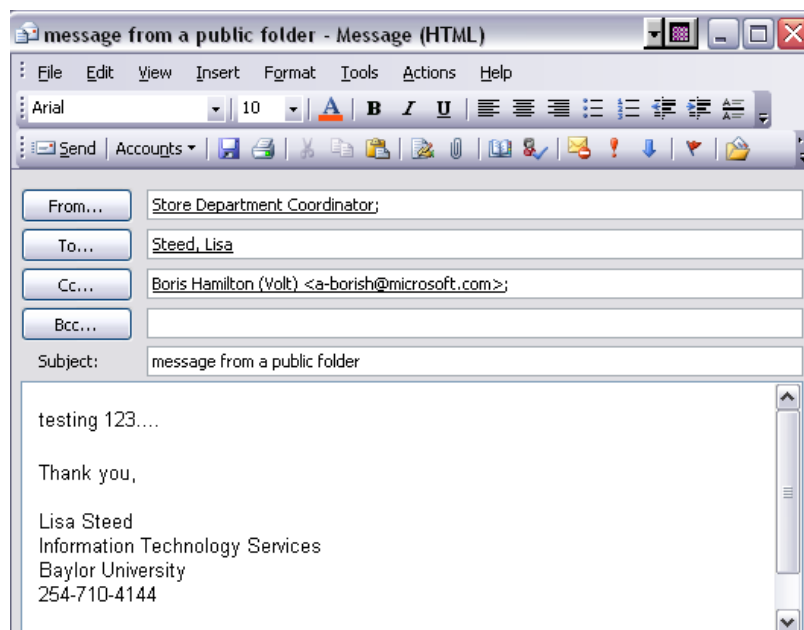 message from a public folder - Message (HTML)
File Edit View Insert Format Tools Actions Help
Arial 10 A B I U
Send Accounts
From... Store Department Coordinator;
To... Steed, Lisa
Cc... Boris Hamilton (Volt) <a-borish@microsoft.com>;
Bcc...
Subject: message from a public folder
testing 123....
Thank you,
Lisa Steed
Information Technology Services
Baylor University
254-710-4144